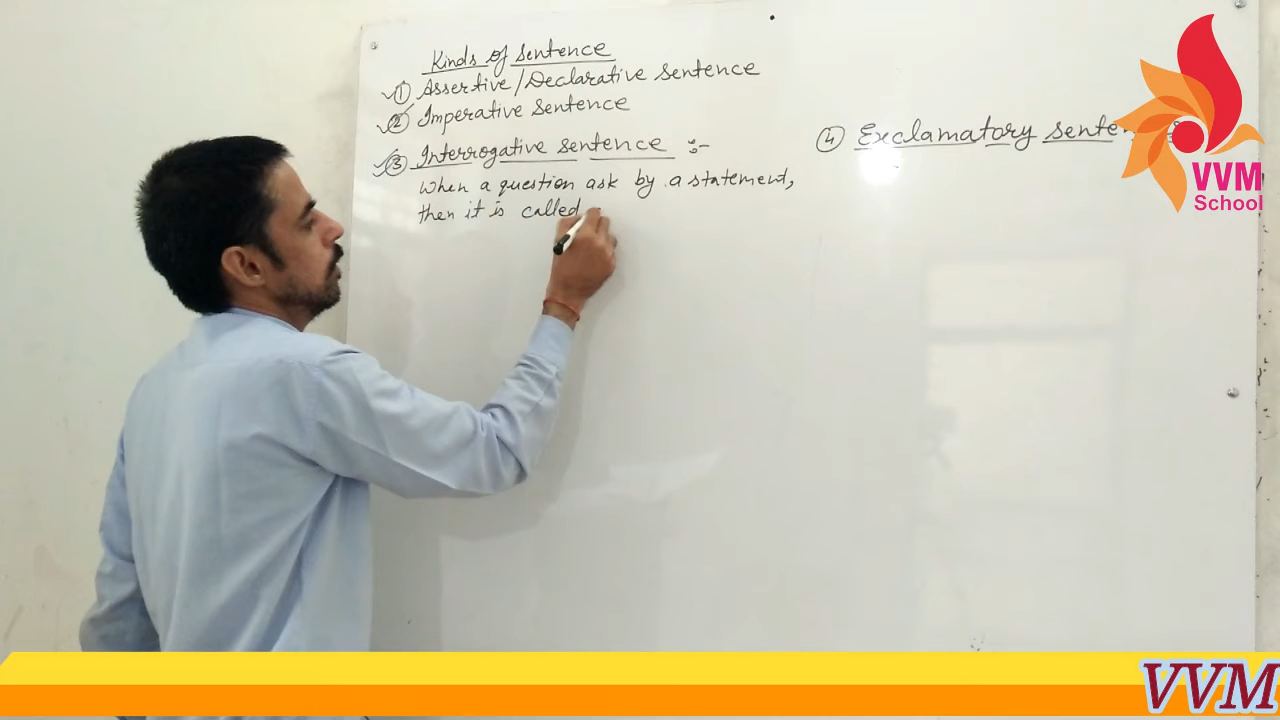 Kinds of sentence
① Assertive/Declarative sentence
② Imperative sentence
③ Interrogative sentence :-
When a question ask by a statement,
then it is called
④ Exclamatory
VVM
School
VVM